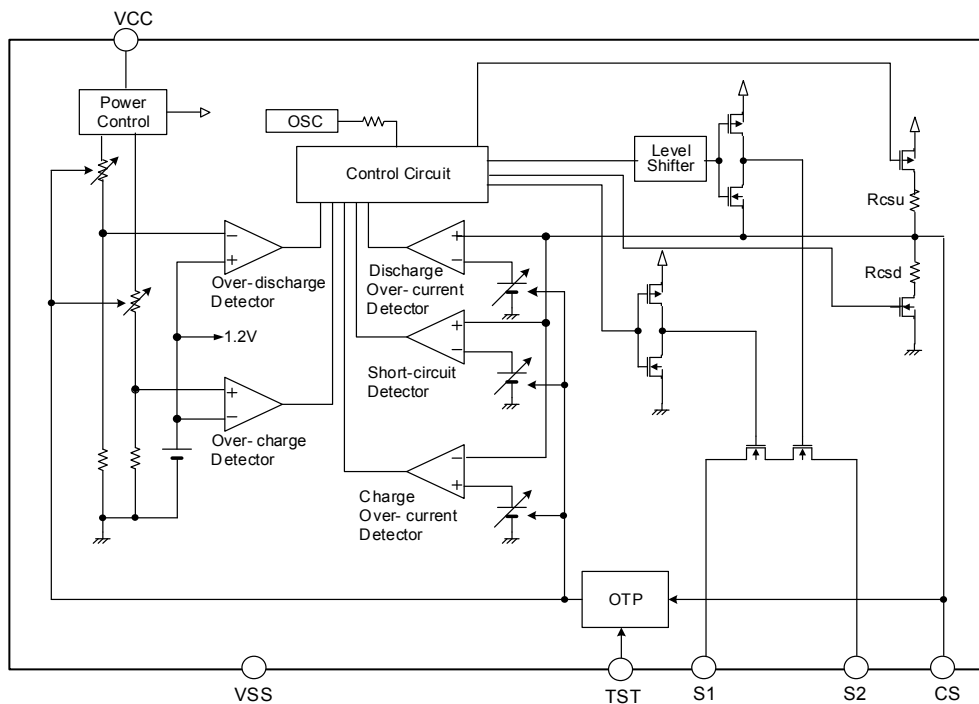 VCC
Power
Control
OSC
Control Circuit
Level
Shifter
Rcsu
Rcsd
−
+
Over-discharge
Detector
1.2V
+
−
Over- charge
Detector
+
−
Discharge
Over-current
Detector
+
−
Short-circuit
Detector
−
+
Charge
Over- current
Detector
OTP
VSS
TST
S1
S2
CS